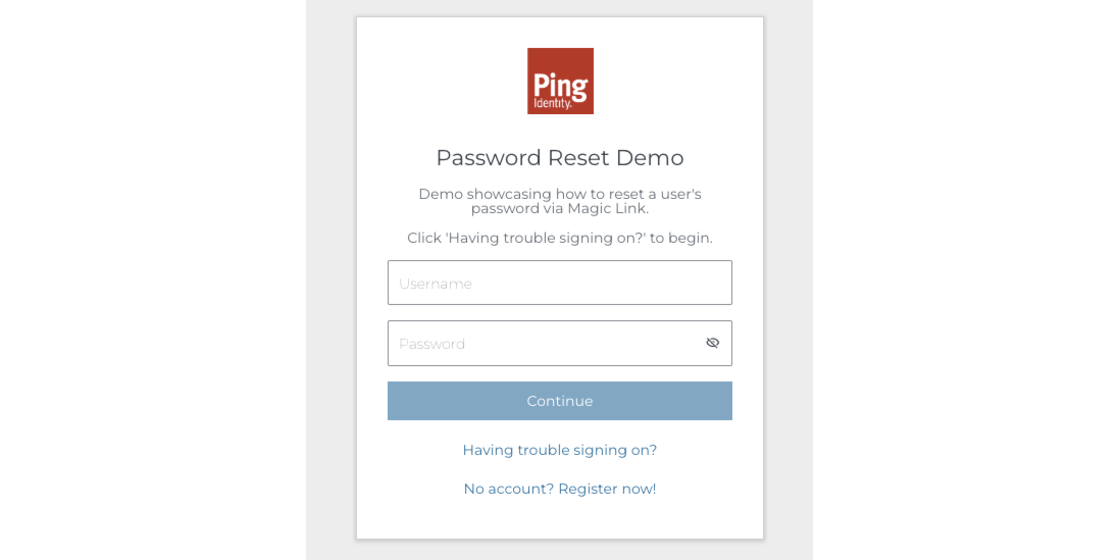 Ping
Identity.
Password Reset Demo
Demo showcasing how to reset a user's
password via Magic Link.
Click 'Having trouble signing on?' to begin.
Username
Password
Continue
Having trouble signing on?
No account? Register now!